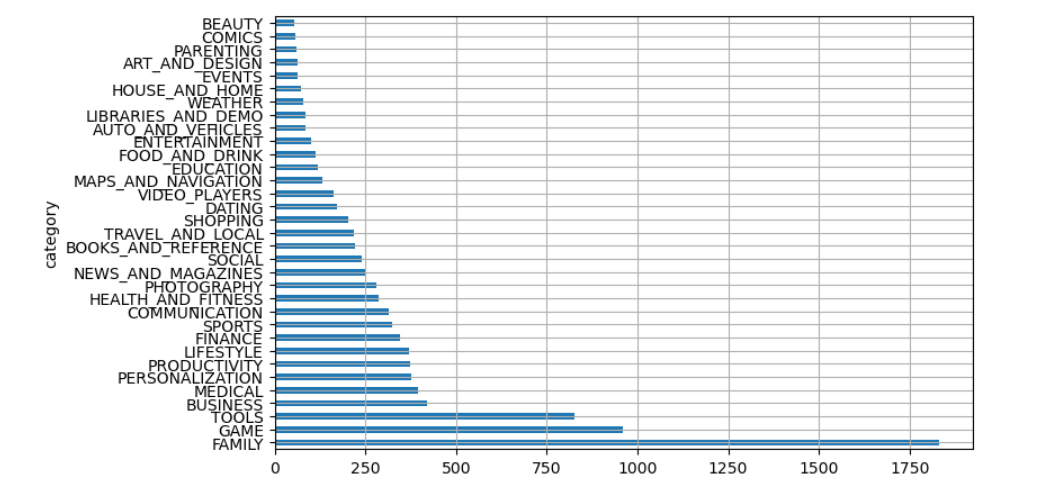 BEAUTY
COMICS
PARENTING
ART_AND_DESIGN
EVENTS
HOUSE_AND_HOME
WEATHER
LIBRARIES_AND_DEMO
AUTO_AND_VEHICLES
ENTERTAINMENT
FOOD_AND_DRINK
EDUCATION
MAPS_AND_NAVIGATION
VIDEO_PLAYERS
DATING
SHOPPING
TRAVEL_AND_LOCAL
BOOKS_AND_REFERENCE
SOCIAL
NEWS_AND_MAGAZINES
PHOTOGRAPHY
HEALTH_AND_FITNESS
COMMUNICATION
SPORTS
FINANCE
LIFESTYLE
PRODUCTIVITY
PERSONALIZATION
MEDICAL
BUSINESS
TOOLS
GAME
FAMILY
category
0 250 500 750 1000 1250 1500 1750